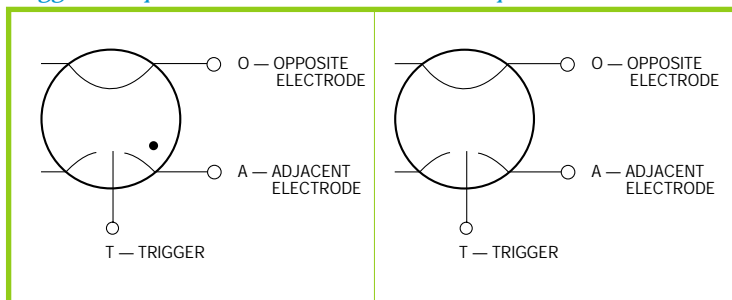 O — OPPOSITE
ELECTRODE
A — ADJACENT
ELECTRODE
T — TRIGGER
O — OPPOSITE
ELECTRODE
A — ADJACENT
ELECTRODE
T — TRIGGER